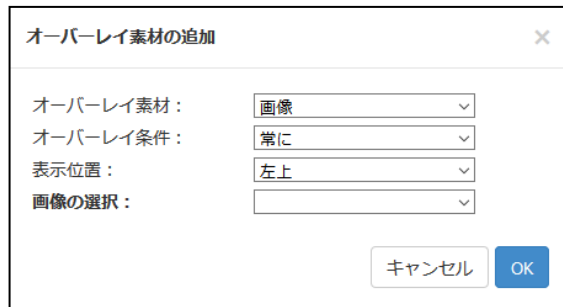 オーバーレイ素材の追加 ×
オーバーレイ素材： 画像
オーバーレイ条件： 常に
表示位置： 左上
画像の選択：
キャンセル OK